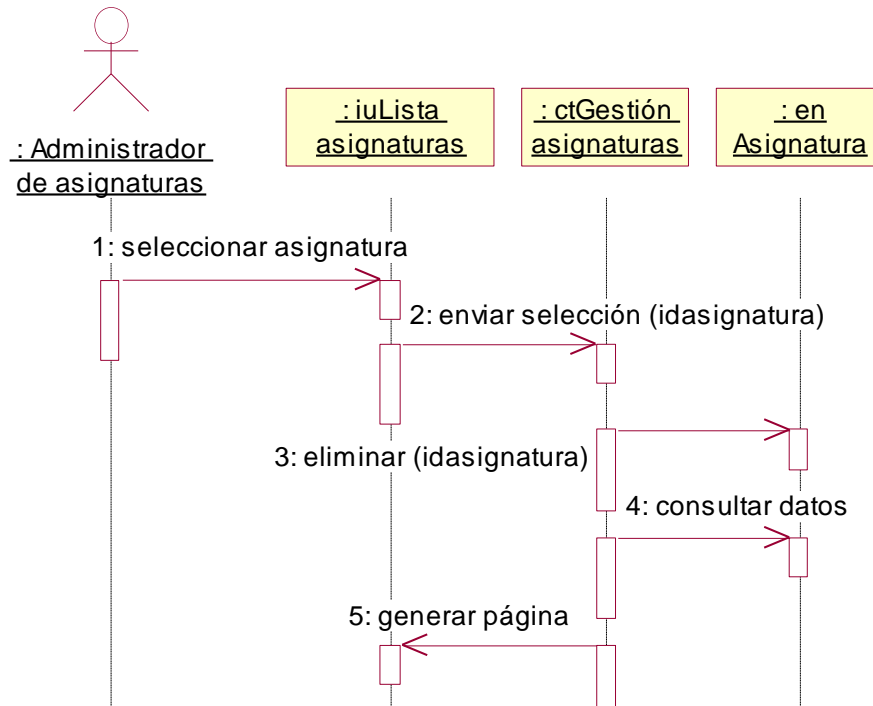 : Administrador
de asignaturas
: iuLista
asignaturas
: ctGestión
asignaturas
: en
Asignatura
1: seleccionar asignatura
2: enviar selección (idasignatura)
3: eliminar (idasignatura)
4: consultar datos
5: generar página